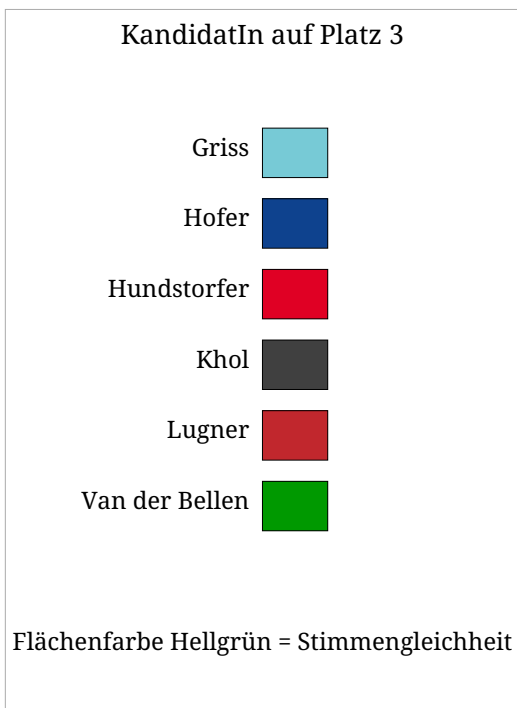 KandidatIn auf Platz 3
Griss
Hofer
Hundstorfer
Khol
Lugner
Van der Bellen
Flächenfarbe Hellgrün = Stimmengleichheit